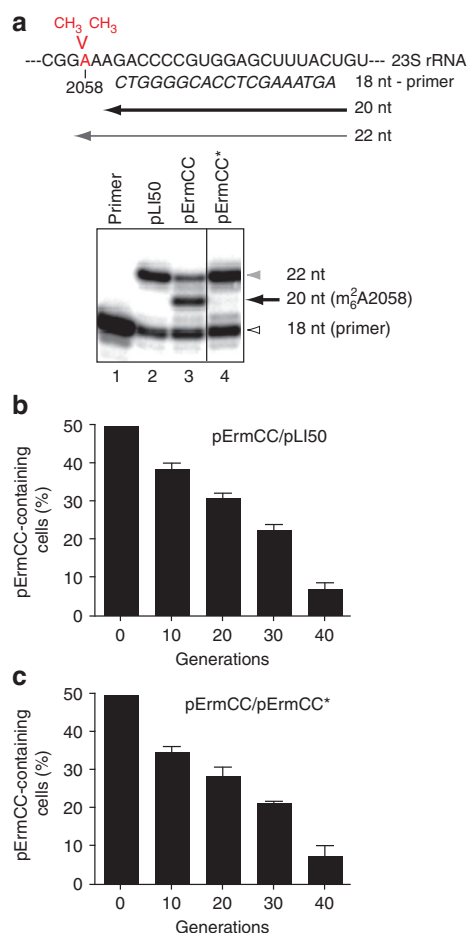 a
CH3 CH3
---CGGAAAGACCCCGUGGAGCUUUACUGU--- 23S rRNA
2058 CTGGGGCACCTCGAAATGA 18 nt - primer
20 nt
22 nt
Primer
pLI50
pErmCC
pErmCC*
22 nt
20 nt (m26A2058)
18 nt (primer)
1 2 3 4
b
pErmCC/pLI50
pErmCC-containing
cells (%)
50
40
30
20
10
0
0 10 20 30 40
Generations
c
pErmCC/pErmCC*
pErmCC-containing
cells (%)
50
40
30
20
10
0
0 10 20 30 40
Generations